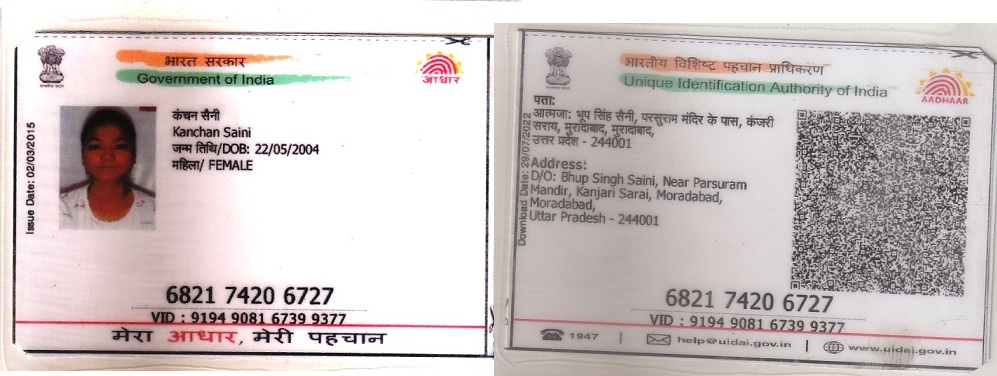 भारत सरकार
Government of India
आधार
Issue Date: 02/03/2015
कंचन सैनी
Kanchan Saini
जन्म तिथि/DOB: 22/05/2004
महिला/ FEMALE
6821 7420 6727
VID : 9194 9081 6739 9377
मेरा आधार, मेरी पहचान
भारतीय विशिष्ट पहचान प्राधिकरण
Unique Identification Authority of India
AADHAAR
Download Date: 29/07/2022
पता:
आत्मजा: भूप सिंह सैनी, परसुराम मंदिर के पास, कंजरी
सराय, मुरादाबाद, मुरादाबाद,
उत्तर प्रदेश - 244001
Address:
D/O: Bhup Singh Saini, Near Parsuram
Mandir, Kanjari Sarai, Moradabad,
Moradabad,
Uttar Pradesh - 244001
6821 7420 6727
VID : 9194 9081 6739 9377
1947
help@uidai.gov.in
www.uidai.gov.in